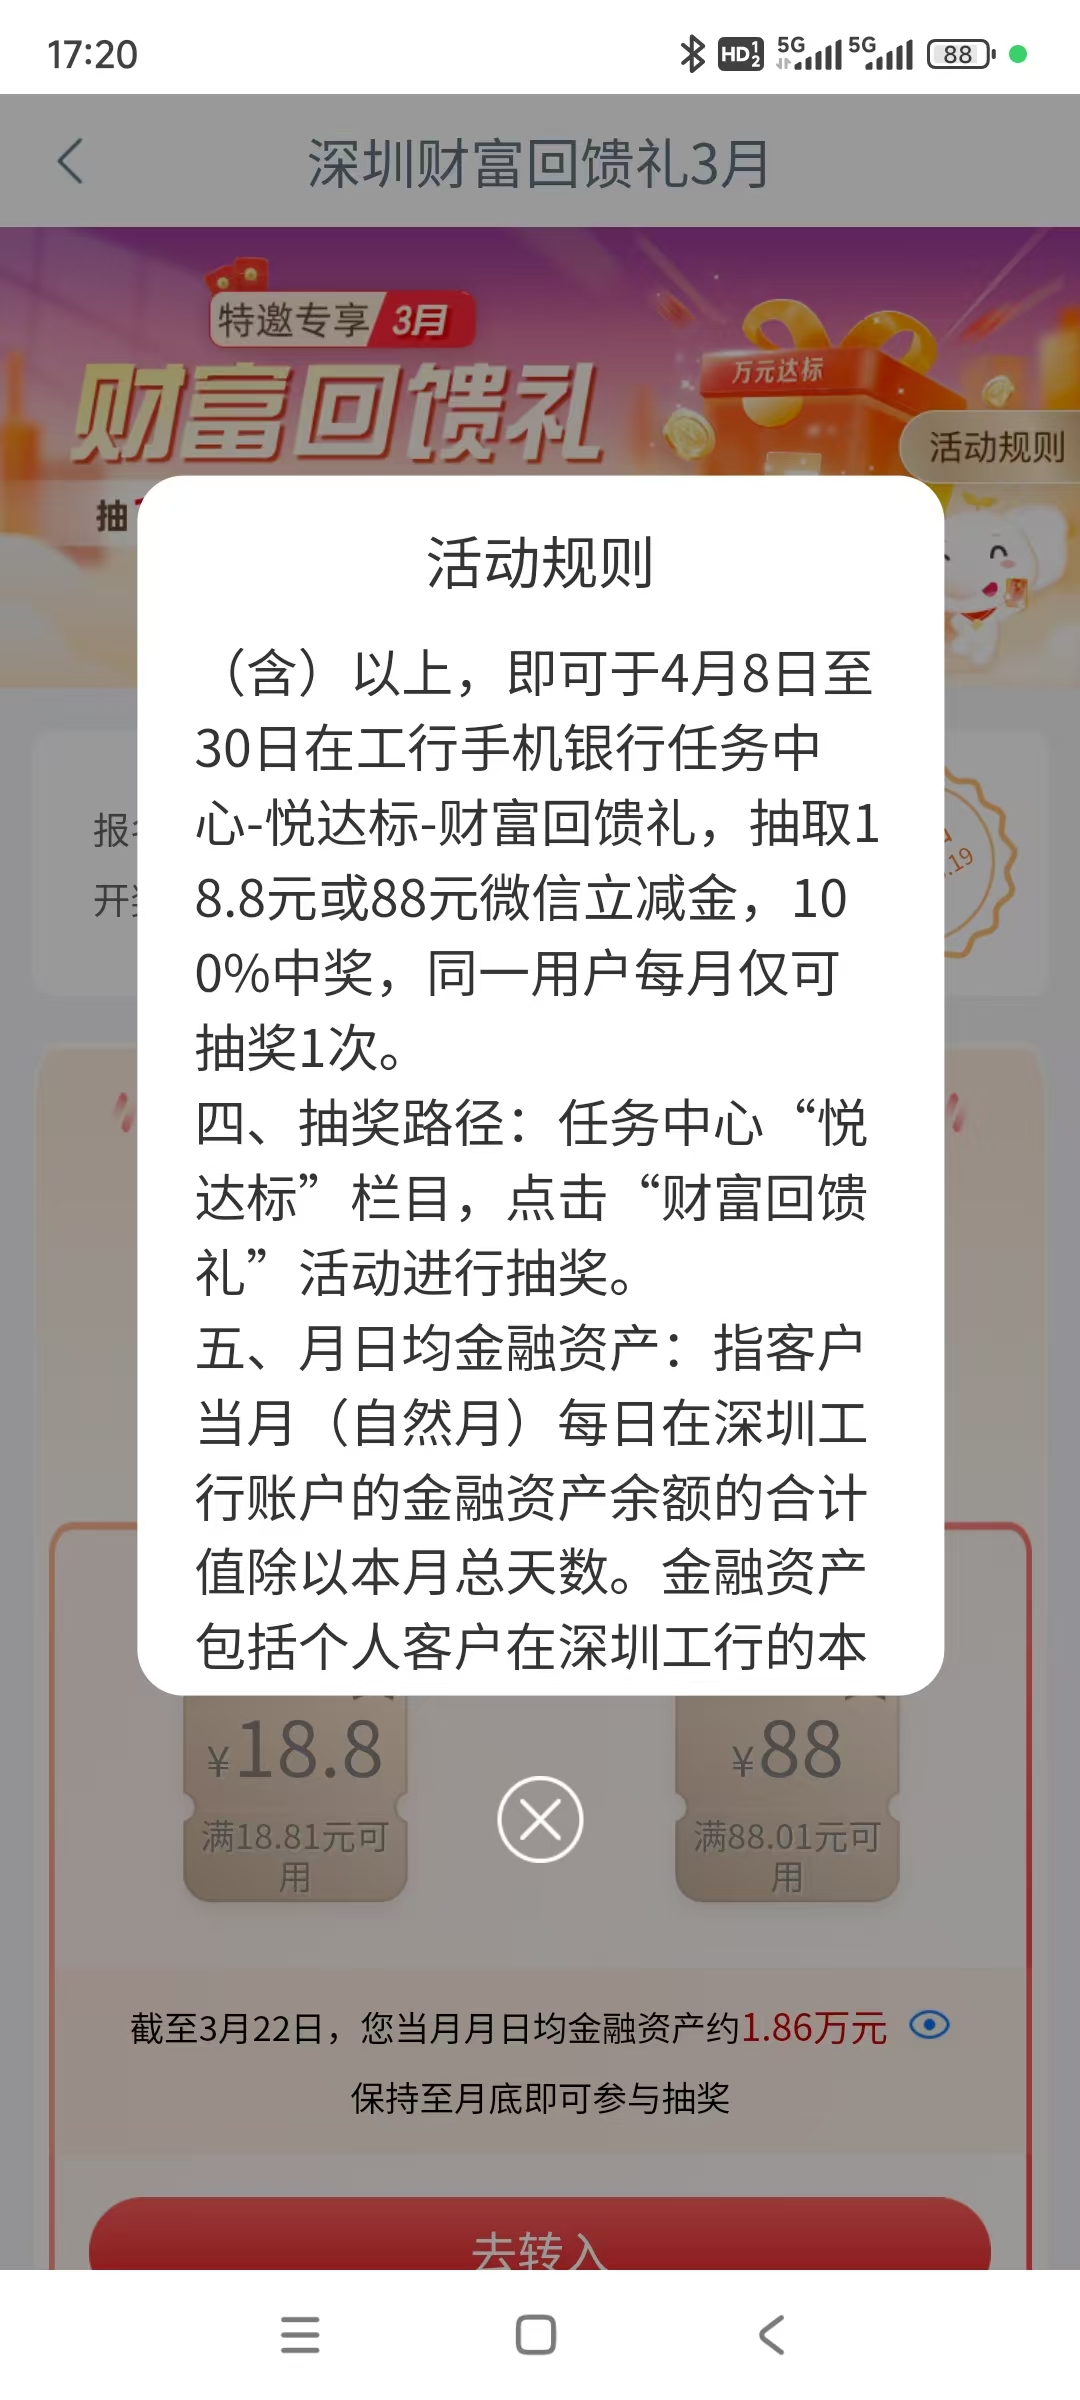 17:20
HD 1 2 5G 5G 88
深圳财富回馈礼3月
特邀专享 3月
财富回馈礼
万元达标
活动规则
抽
活动规则
（含）以上，即可于4月8日至
30日在工行手机银行任务中
心-悦达标-财富回馈礼，抽取1
8.8元或88元微信立减金，10
0%中奖，同一用户每月仅可
抽奖1次。
四、抽奖路径：任务中心“悦
达标”栏目，点击“财富回馈
礼”活动进行抽奖。
五、月日均金融资产：指客户
当月（自然月）每日在深圳工
行账户的金融资产余额的合计
值除以本月总天数。金融资产
包括个人客户在深圳工行的本
报
开
.19
¥18.8
满18.81元可
用
¥88
满88.01元可
用
截至3月22日，您当月月日均金融资产约1.86万元
保持至月底即可参与抽奖
去转入